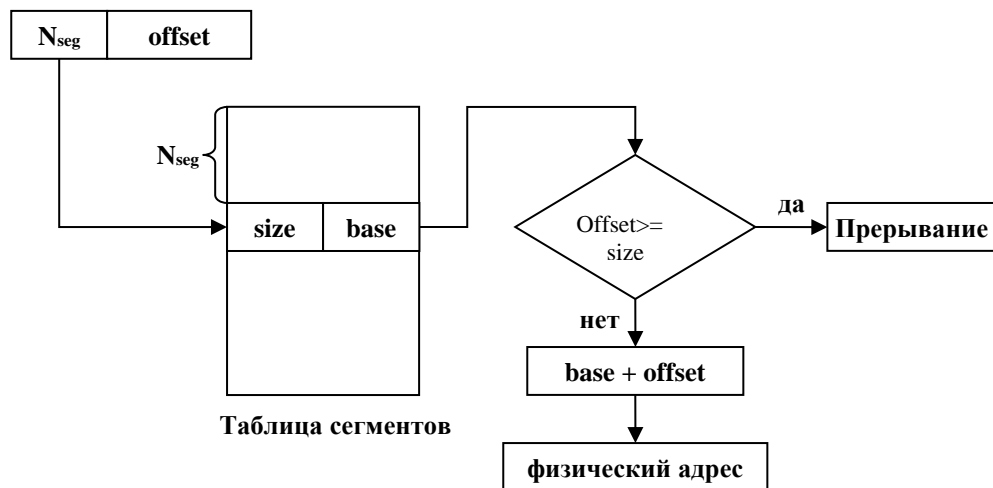 Nseg offset
Nseg
size base
Offset>=
size
да
Прерывание
нет
base + offset
Таблица сегментов
физический адрес